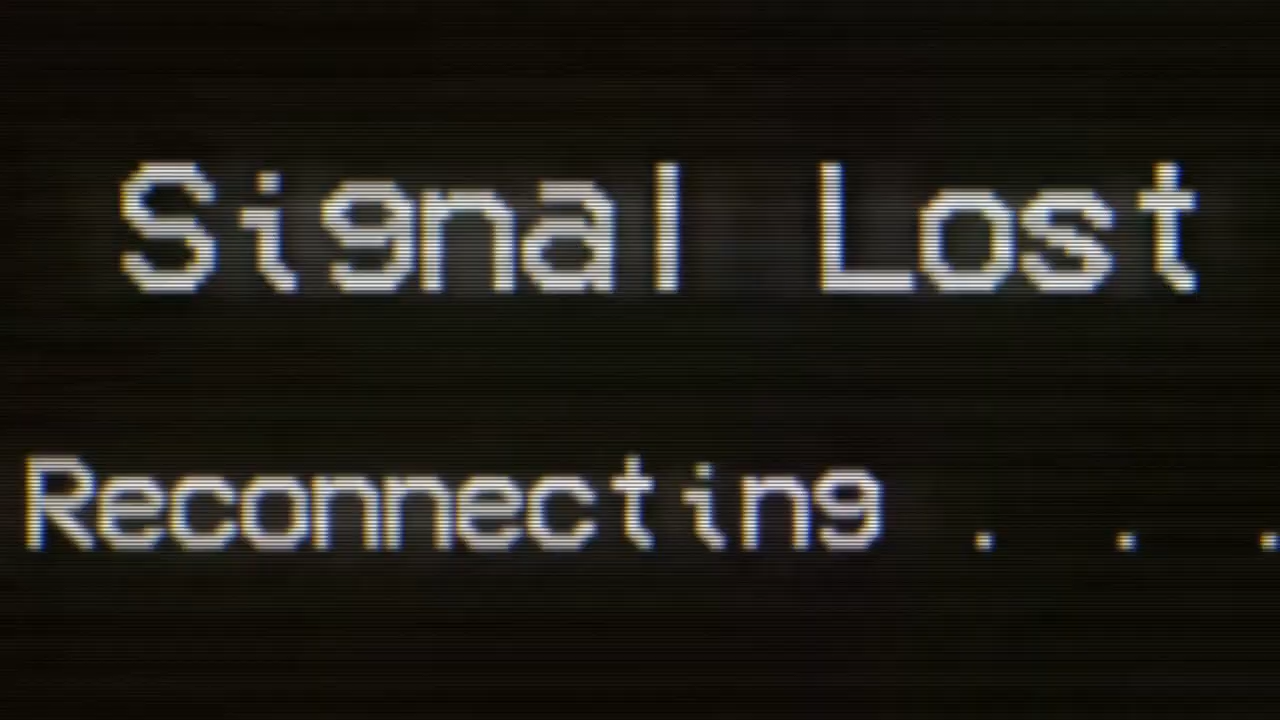 Signal Lost
Reconnecting . . .